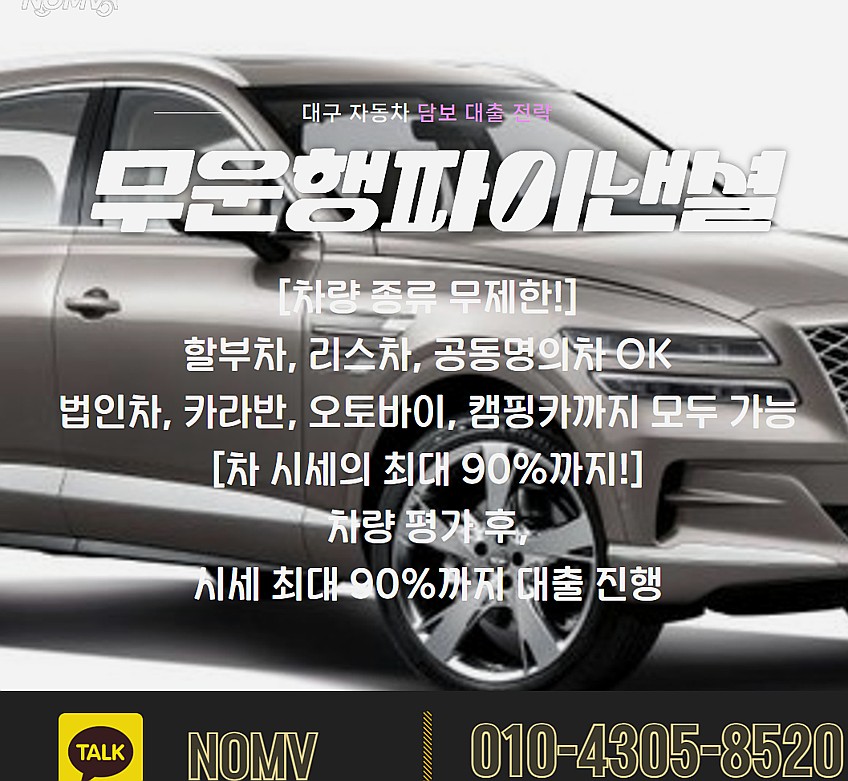 NOMV
대구 자동차 담보 대출 전략
무운행파이낸셜
[차량 종류 무제한!]
할부차, 리스차, 공동명의차 OK
법인차, 카라반, 오토바이, 캠핑카까지 모두 가능
[차 시세의 최대 90%까지!]
차량 평가 후,
시세 최대 90%까지 대출 진행
TALK NOMV 010-4305-8520